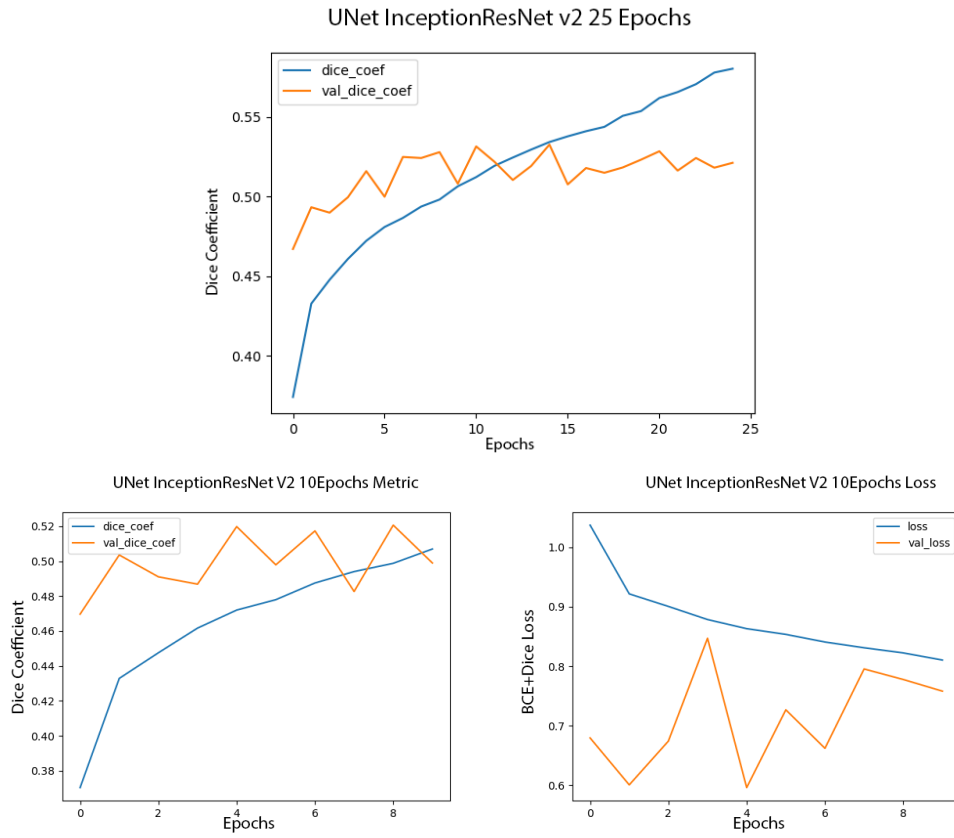 UNet InceptionResNet v2 25 Epochs
dice_coef
val_dice_coef
Dice Coefficient
0.55
0.50
0.45
0.40
0 5 10 15 20 25
Epochs
UNet InceptionResNet V2 10Epochs Metric
dice_coef
val_dice_coef
Dice Coefficient
0.52
0.50
0.48
0.46
0.44
0.42
0.40
0.38
0 2 4 6 8
Epochs
UNet InceptionResNet V2 10Epochs Loss
loss
val_loss
BCE+Dice Loss
1.0
0.9
0.8
0.7
0.6
0 2 4 6 8
Epochs